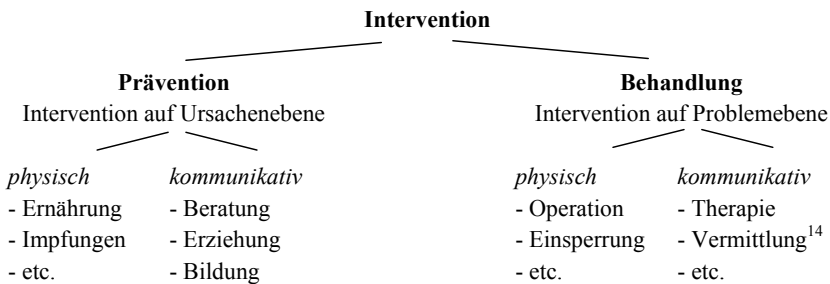 Intervention
Prävention Behandlung
Intervention auf Ursachenebene Intervention auf Problemebene
physisch kommunikativ physisch kommunikativ
- Ernährung - Beratung - Operation - Therapie
- Impfungen - Erziehung - Einsperrung - Vermittlung14
- etc. - Bildung - etc. - etc.